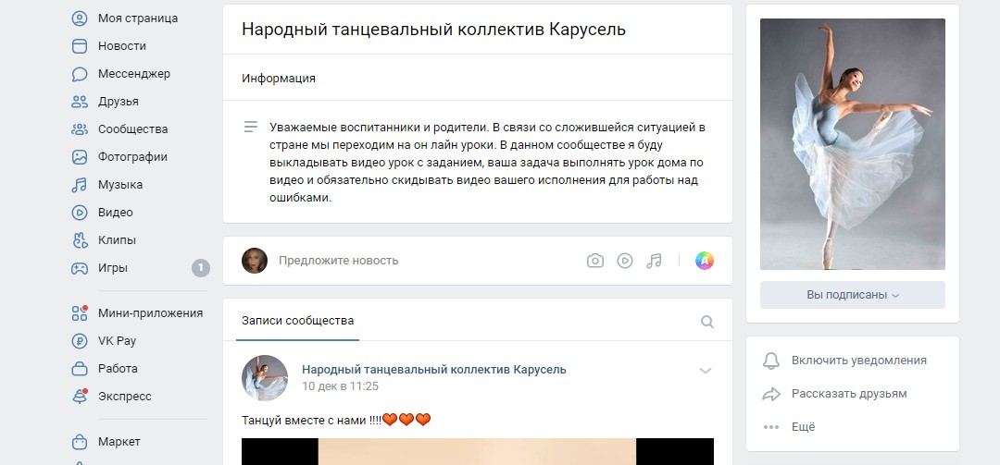 Моя страница
Новости
Мессенджер
Друзья
Сообщества
Фотографии
Музыка
Видео
Клипы
Игры
1
Мини-приложения
VK Pay
Работа
Экспресс
Маркет
Народный танцевальный коллектив Карусель
Информация
Уважаемые воспитанники и родители. В связи со сложившейся ситуацией в
стране мы переходим на он лайн уроки. В данном сообществе я буду
выкладывать видео урок с заданием, ваша задача выполнять урок дома по
видео и обязательно скидывать видео вашего исполнения для работы над
ошибками.
Предложите новость
A
Записи сообщества
Народный танцевальный коллектив Карусель
10 дек в 11:25
Танцуй вместе с нами !!!!❤❤❤
Вы подписаны
Включить уведомления
Рассказать друзьям
Ещё